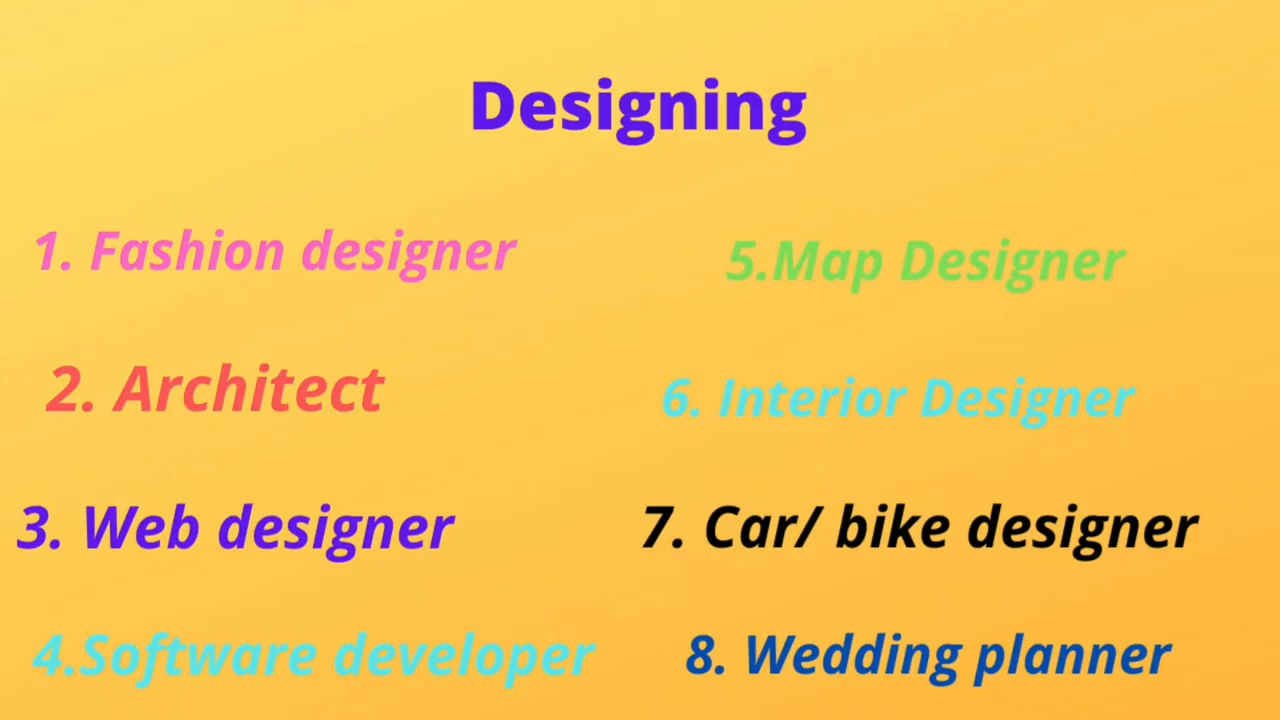 Designing
1. Fashion designer
2. Architect
3. Web designer
4.Software developer
5.Map Designer
6. Interior Designer
7. Car/ bike designer
8. Wedding planner